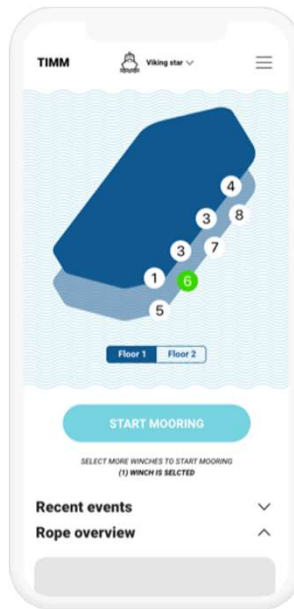 TIMM
Viking star
4
3
8
3
7
1
6
5
Floor 1 Floor 2
START MOORING
SELECT MORE WINCHES TO START MOORING
(1) WINCH IS SELCTED
Recent events
Rope overview